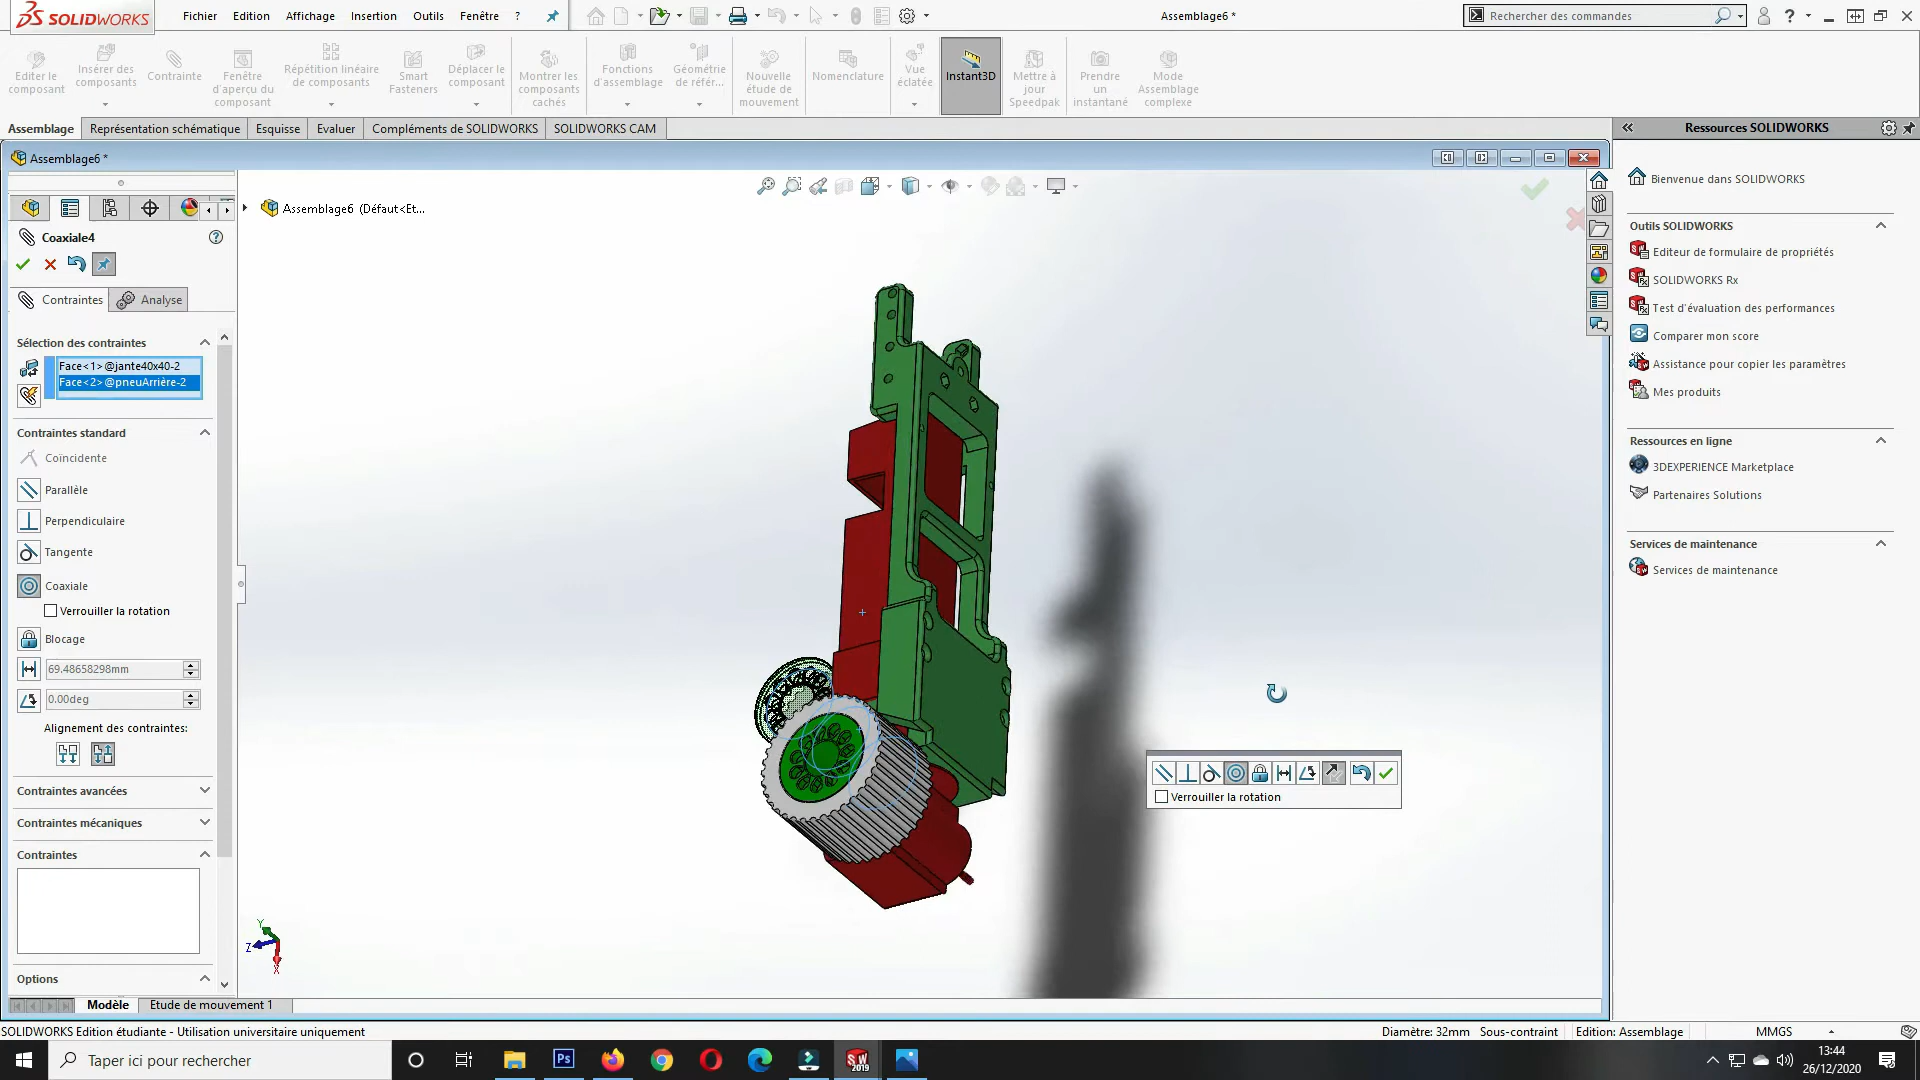 SOLIDWORKS
Fichier
Edition
Affichage
Insertion
Outils
Fenêtre
?
Assemblage6 *
Rechercher des commandes
Editer le
composant
Insérer des
composants
Contrainte
Fenêtre
d'aperçu du
composant
Répétition linéaire
de composants
Smart
Fasteners
Déplacer le
composant
Montrer les
composants
cachés
Fonctions
d'assemblage
Géométrie
de référ...
Nouvelle
étude de
mouvement
Nomenclature
Vue
éclatée
Instant3D
Mettre à
jour
Speedpak
Prendre
un
instantané
Mode
Assemblage
complexe
Assemblage
Représentation schématique
Esquisse
Evaluer
Compléments de SOLIDWORKS
SOLIDWORKS CAM
Ressources SOLIDWORKS
Assemblage6 *
Assemblage6 (Défaut<Et...
Coaxiale4
Contraintes
Analyse
Sélection des contraintes
Face<1>@jante40x40-2
Face<2>@pneuArrière-2
Contraintes standard
Coïncidente
Parallèle
Perpendiculaire
Tangente
Coaxiale
Verrouiller la rotation
Blocage
69.48658298mm
0.00deg
Alignement des contraintes:
Contraintes avancées
Contraintes mécaniques
Contraintes
Options
Verrouiller la rotation
Y
Z
X
Bienvenue dans SOLIDWORKS
Outils SOLIDWORKS
Editeur de formulaire de propriétés
SOLIDWORKS Rx
Test d'évaluation des performances
Comparer mon score
Assistance pour copier les paramètres
Mes produits
Ressources en ligne
3DEXPERIENCE Marketplace
Partenaires Solutions
Services de maintenance
Services de maintenance
Modèle
Etude de mouvement 1
SOLIDWORKS Edition étudiante - Utilisation universitaire uniquement
Diamètre: 32mm
Sous-contraint
Edition: Assemblage
MMGS
Taper ici pour rechercher
Ps
SW
2019
13:44
26/12/2020